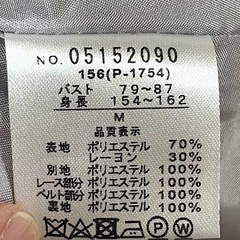 NO. 05152090
156(P-1754)
バスト 79~87
身長 154~162
M
品質表示
表地 ポリエステル 70%
レーヨン 30%
別地 ポリエステル 100%
レース部分 ポリエステル 100%
ベルト部分 ポリエステル 100%
裏地 ポリエステル 100%